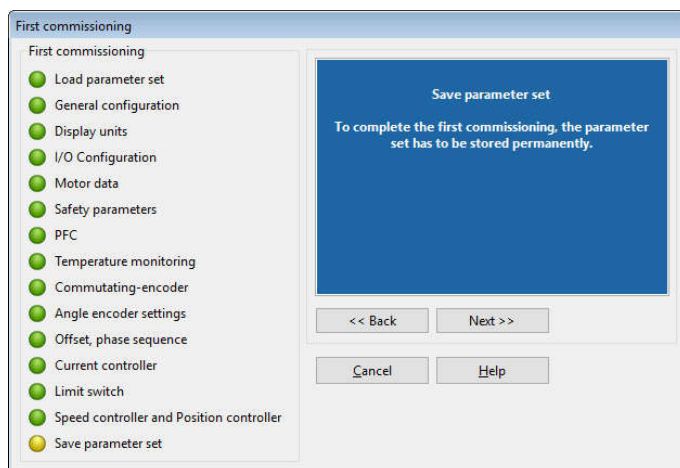 First commissioning
First commissioning
Load parameter set
General configuration
Display units
I/O Configuration
Motor data
Safety parameters
PFC
Temperature monitoring
Commutating-encoder
Angle encoder settings
Offset, phase sequence
Current controller
Limit switch
Speed controller and Position controller
Save parameter set
Save parameter set
To complete the first commissioning, the parameter
set has to be stored permanently.
<< Back
Next >>
Cancel
Help